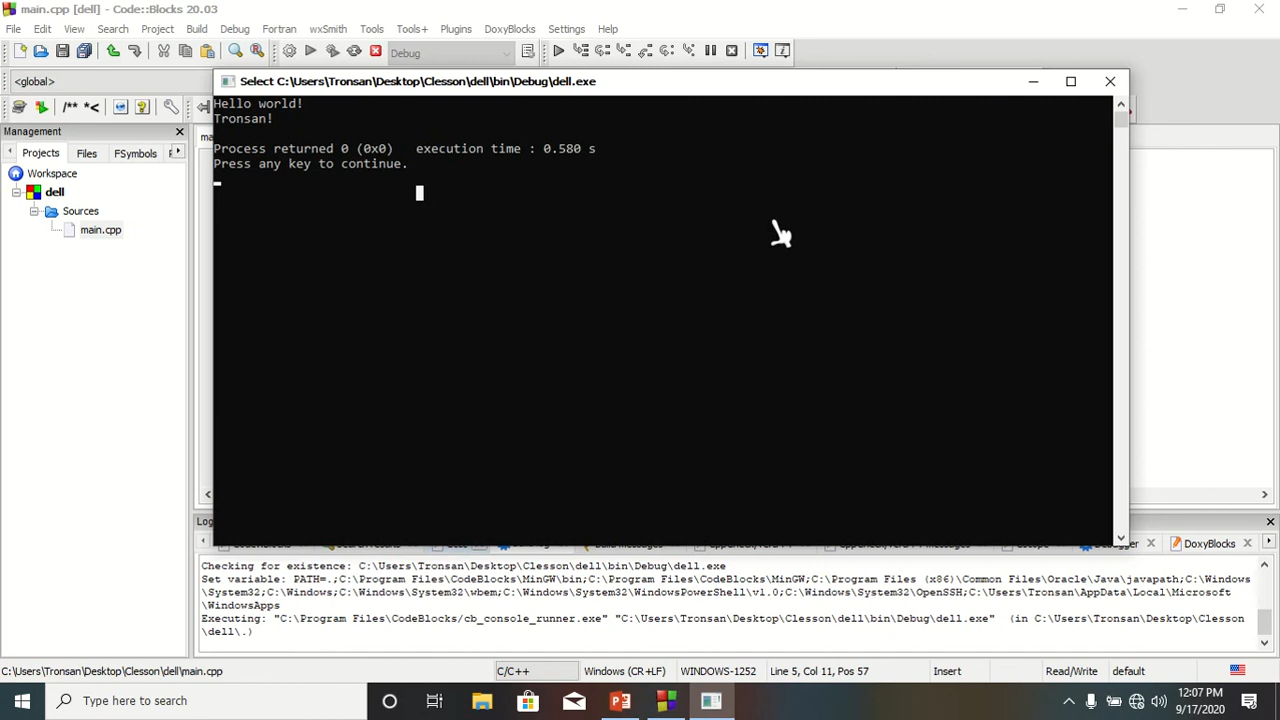 main.cpp [dell] - Code::Blocks 20.03
File Edit View Search Project Build Debug Fortran wxSmith Tools Tools+ Plugins DoxyBlocks Settings Help
Debug
<global>
Select C:\Users\Tronsan\Desktop\Clesson\dell\bin\Debug\dell.exe
/** *<
Hello world!
Tronsan!
Process returned 0 (0x0)   execution time : 0.580 s
Press any key to continue.
Management
Projects Files FSymbols
Workspace
dell
Sources
main.cpp
DoxyBlocks
Checking for existence: C:\Users\Tronsan\Desktop\Clesson\dell\bin\Debug\dell.exe
Set variable: PATH=.;C:\Program Files\CodeBlocks\MinGW\bin;C:\Program Files\CodeBlocks\MinGW;C:\Program Files (x86)\Common Files\Oracle\Java\javapath;C:\Windows
\System32;C:\Windows;C:\Windows\System32\wbem;C:\Windows\System32\WindowsPowerShell\v1.0;C:\Windows\System32\OpenSSH;C:\Users\Tronsan\AppData\Local\Microsoft
\WindowsApps
Executing: "C:\Program Files\CodeBlocks/cb_console_runner.exe" "C:\Users\Tronsan\Desktop\Clesson\dell\bin\Debug\dell.exe"  (in C:\Users\Tronsan\Desktop\Clesson
\dell\.)
C:\Users\Tronsan\Desktop\Clesson\dell\main.cpp C/C++ Windows (CR+LF) WINDOWS-1252 Line 5, Col 11, Pos 57 Insert Read/Write default
Type here to search
12:07 PM
9/17/2020